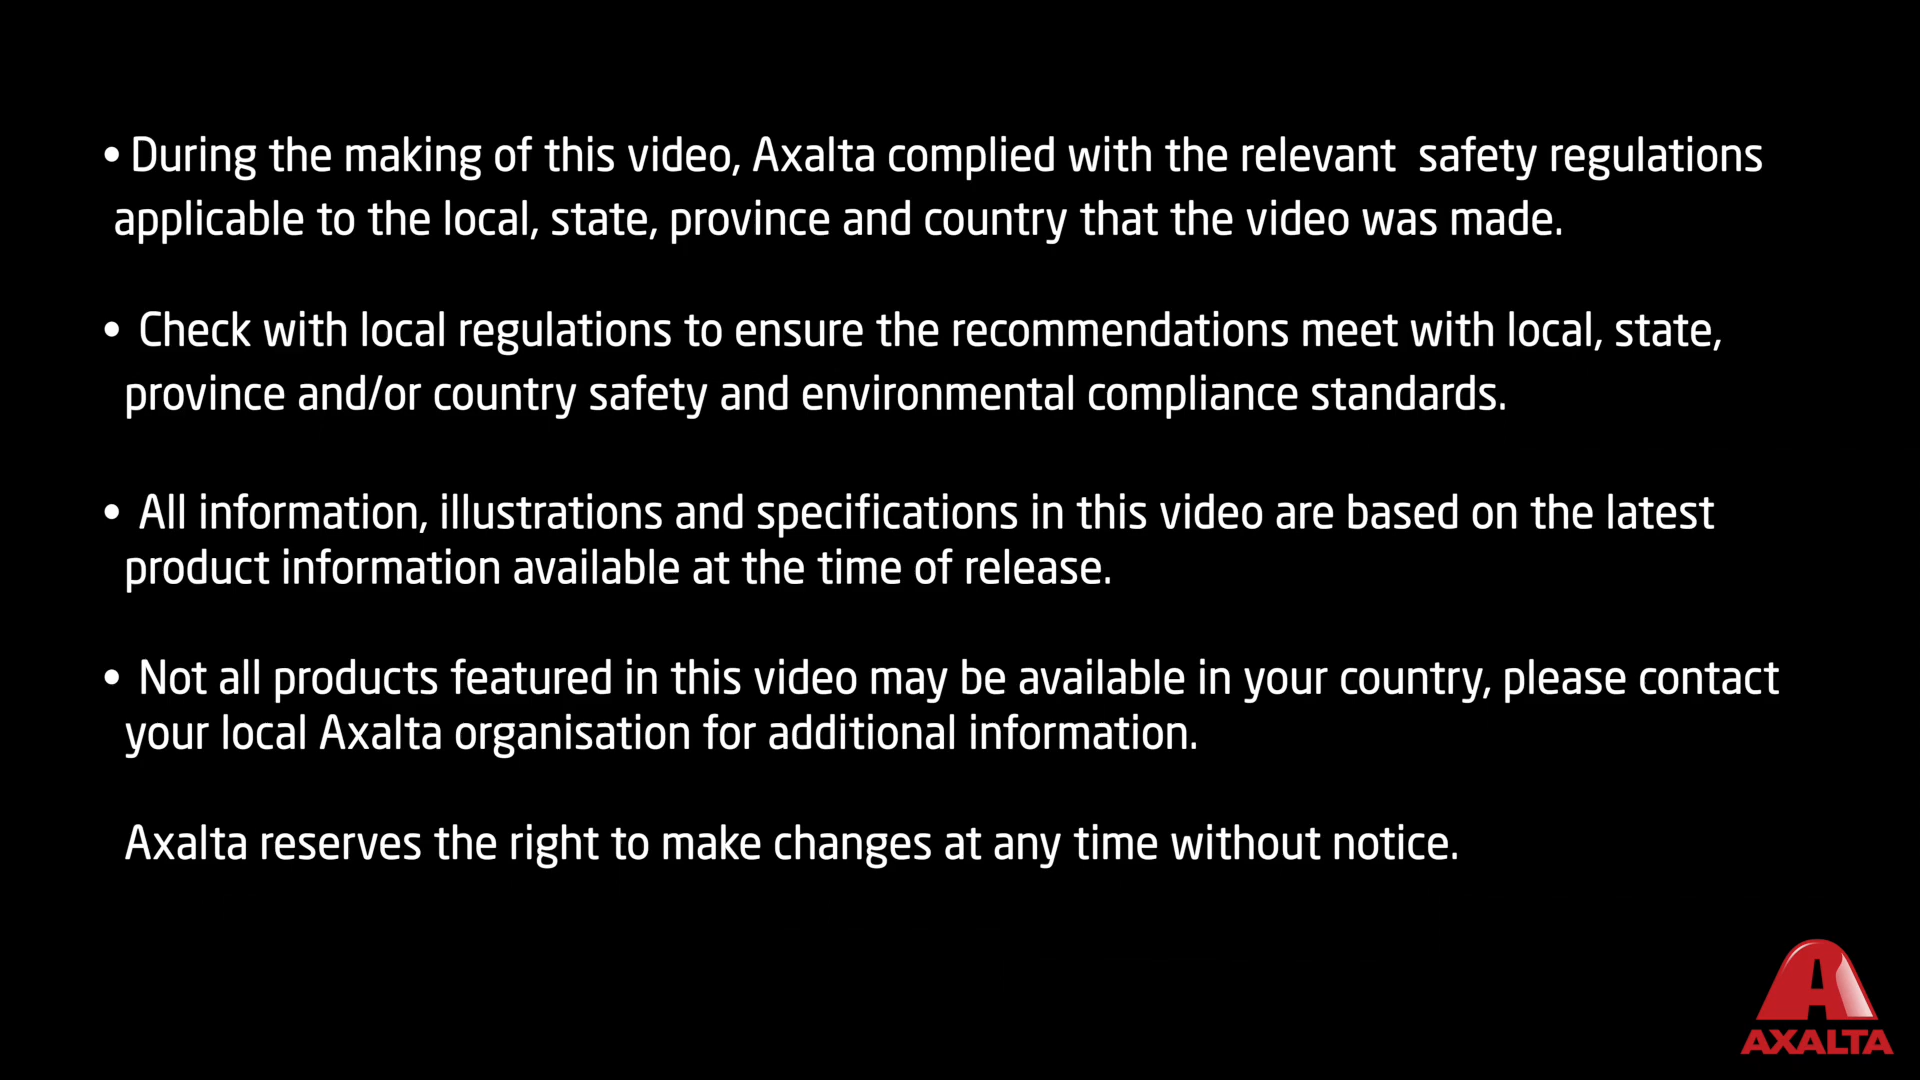 • During the making of this video, Axalta complied with the relevant  safety regulations
applicable to the local, state, province and country that the video was made.
• Check with local regulations to ensure the recommendations meet with local, state,
province and/or country safety and environmental compliance standards.
• All information, illustrations and specifications in this video are based on the latest
product information available at the time of release.
• Not all products featured in this video may be available in your country, please contact
your local Axalta organisation for additional information.
Axalta reserves the right to make changes at any time without notice.
AXALTA